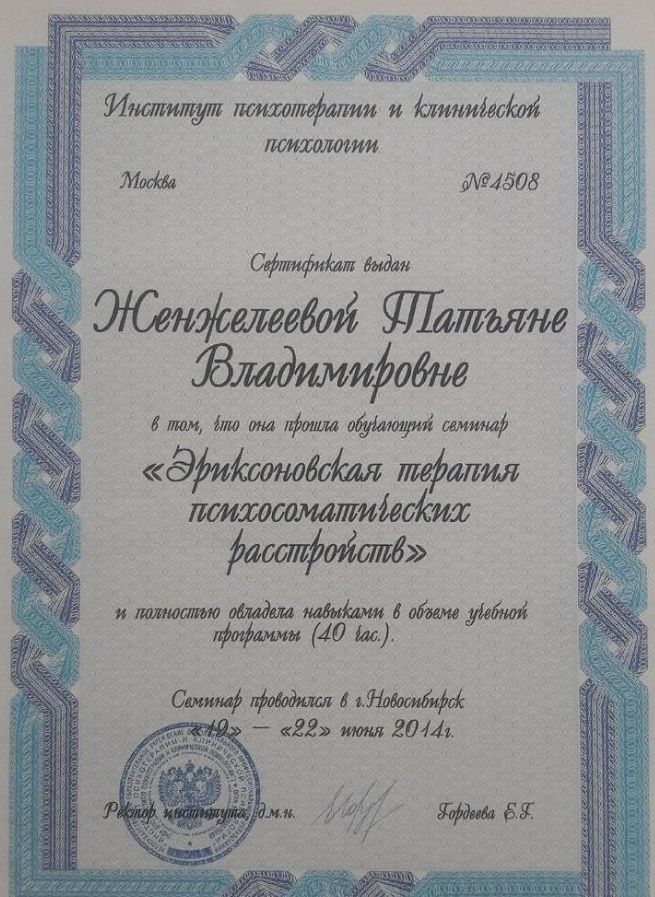 Институт психотерапии и клинической
психологии
Москва №4508
Сертификат выдан
Женжелеевой Татьяне
Владимировне
в том, что она прошла обучающий семинар
«Эриксоновская терапия
психосоматических
расстройств»
и полностью овладела навыками в объеме учебной
программы (40 час.).
Семинар проводился в г.Новосибирск
«19» — «22» июня 2014г.
Ректор института, д.м.н. Гордеева Е.Г.